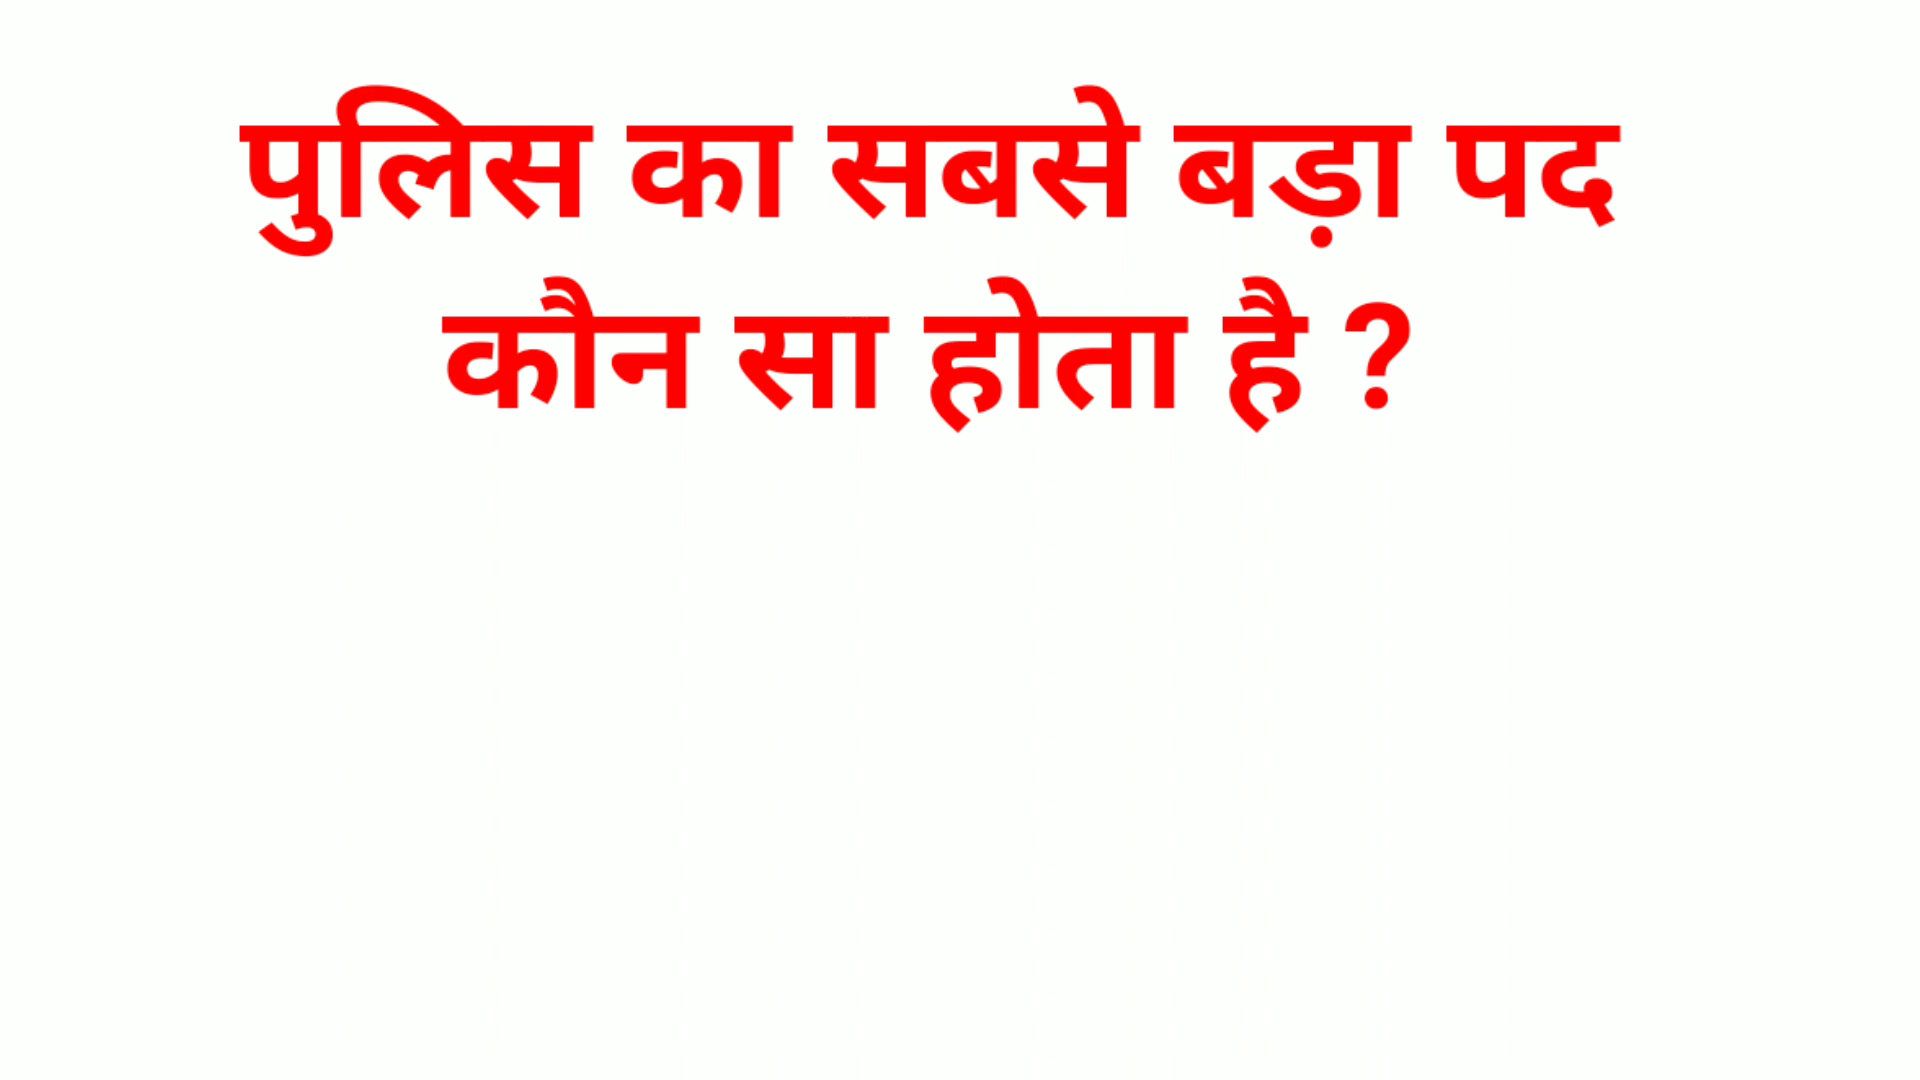 पुलिस का सबसे बड़ा पद
कौन सा होता है ?